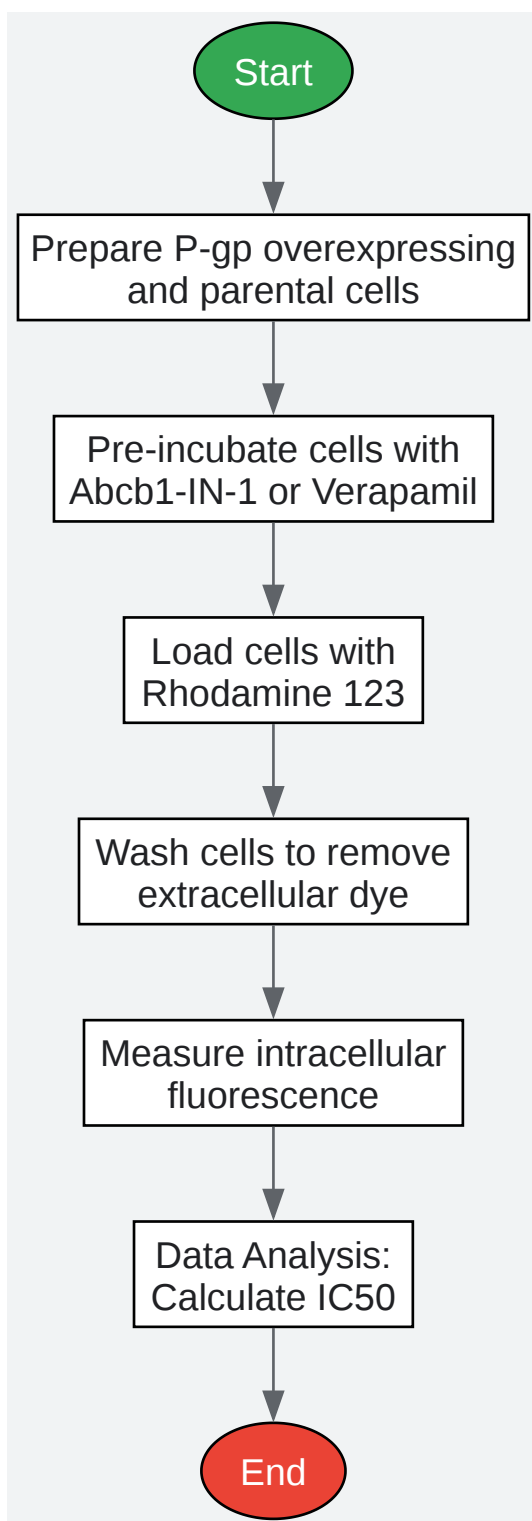 Start
Prepare P-gp overexpressing
and parental cells
Pre-incubate cells with
Abcb1-IN-1 or Verapamil
Load cells with
Rhodamine 123
Wash cells to remove
extracellular dye
Measure intracellular
fluorescence
Data Analysis:
Calculate IC50
End